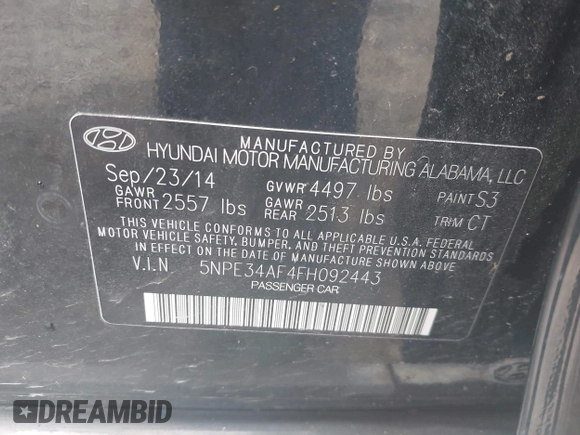 MANUFACTURED BY
HYUNDAI MOTOR MANUFACTURING ALABAMA, LLC
Sep/23/14 GVWR 4497 lbs PAINT S3
GAWR FRONT 2557 lbs GAWR REAR 2513 lbs TRIM CT
THIS VEHICLE CONFORMS TO ALL APPLICABLE U.S.A. FEDERAL
MOTOR VEHICLE SAFETY, BUMPER, AND THEFT PREVENTION STANDARDS
IN EFFECT ON THE DATE OF MANUFACTURE SHOWN ABOVE.
V.I.N 5NPE34AF4FH092443
PASSENGER CAR
DREAMBID